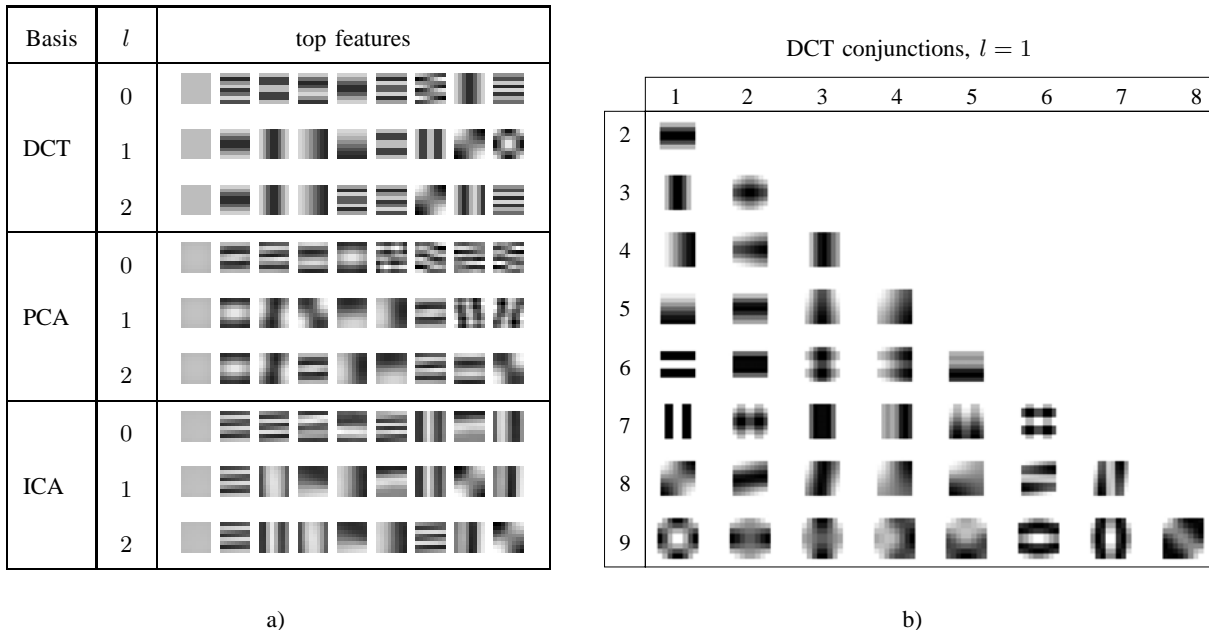 Basis l top features
DCT
0
1
2
PCA
0
1
2
ICA
0
1
2
a)
DCT conjunctions, l = 1
1 2 3 4 5 6 7 8
2
3
4
5
6
7
8
9
b)